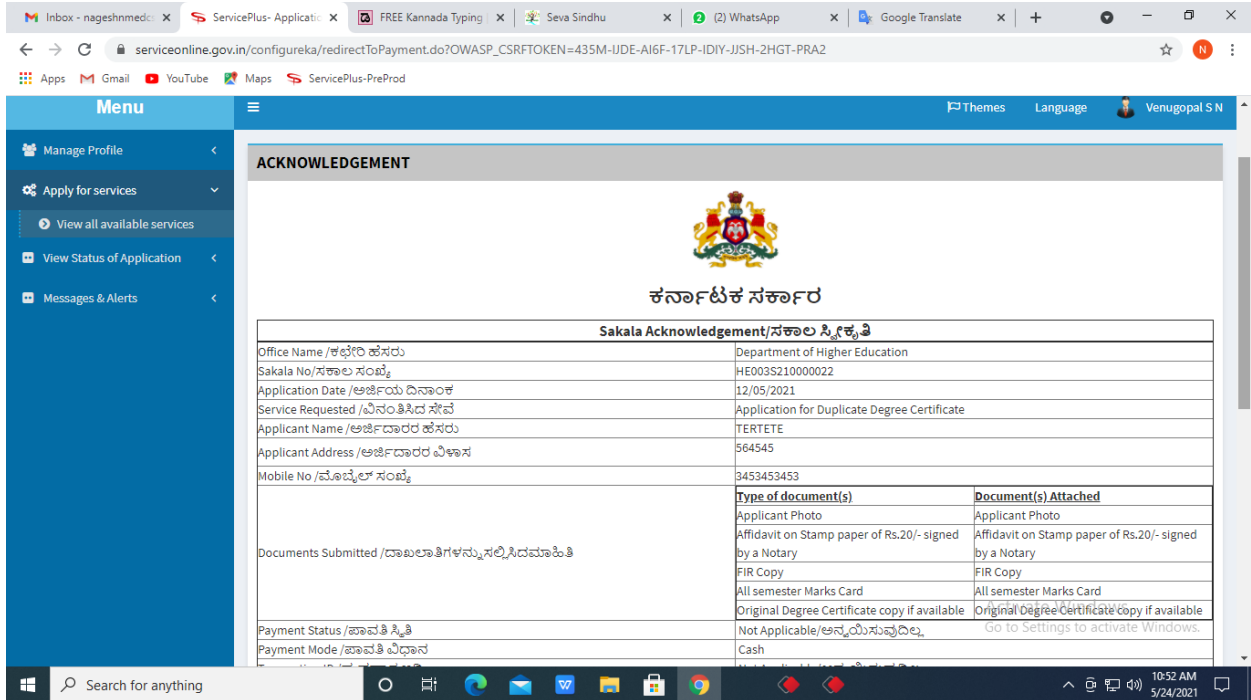 Inbox - nageshnmedc
ServicePlus- Applicatic
FREE Kannada Typing
Seva Sindhu
(2) WhatsApp
Google Translate
serviceonline.gov.in/configureka/redirectToPayment.do?OWASP_CSRFTOKEN=435M-IJDE-AI6F-17LP-IDIY-JJSH-2HGT-PRA2
N
Apps Gmail YouTube Maps ServicePlus-PreProd
Menu
Themes Language Venugopal S N
Manage Profile
Apply for services
View all available services
View Status of Application
Messages & Alerts
ACKNOWLEDGEMENT
ಕರ್ನಾಟಕ ಸರ್ಕಾರ
Sakala Acknowledgement/ಸಕಾಲ ಸ್ವೀಕೃತಿ
Office Name /ಕಛೇರಿ ಹೆಸರು Department of Higher Education
Sakala No/ಸಕಾಲ ಸಂಖ್ಯೆ HE003S210000022
Application Date /ಅರ್ಜಿಯ ದಿನಾಂಕ 12/05/2021
Service Requested /ವಿನಂತಿಸಿದ ಸೇವೆ Application for Duplicate Degree Certificate
Applicant Name /ಅರ್ಜಿದಾರರ ಹೆಸರು TERTETE
Applicant Address /ಅರ್ಜಿದಾರರ ವಿಳಾಸ 564545
Mobile No /ಮೊಬೈಲ್ ಸಂಖ್ಯೆ 3453453453
Documents Submitted /ದಾಖಲಾತಿಗಳನ್ನು ಸಲ್ಲಿಸಿದಮಾಹಿತಿ
Type of document(s) Document(s) Attached
Applicant Photo Applicant Photo
Affidavit on Stamp paper of Rs.20/- signed Affidavit on Stamp paper of Rs.20/- signed
by a Notary by a Notary
FIR Copy FIR Copy
All semester Marks Card All semester Marks Card
Original Degree Certificate copy if available Original Degree Certificate copy if available
Payment Status /ಪಾವತಿ ಸ್ಥಿತಿ Not Applicable/ಅನ್ವಯಿಸುವುದಿಲ್ಲ
Payment Mode /ಪಾವತಿ ವಿಧಾನ Cash
Activate Windows
Go to Settings to activate Windows.
Search for anything
10:52 AM
5/24/2021